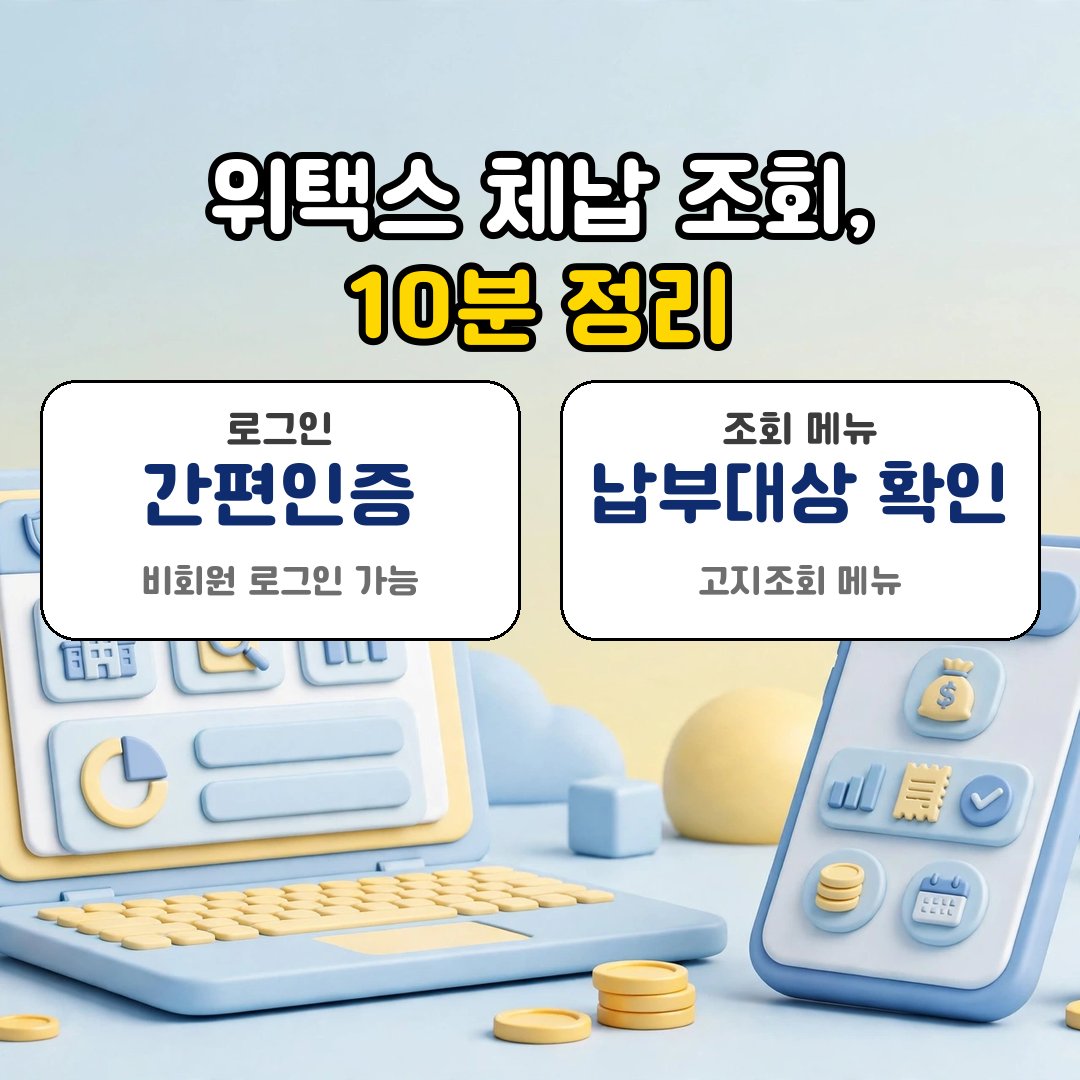 위택스 체납 조회,
10분 정리
로그인
간편인증
비회원 로그인 가능
조회 메뉴
납부대상 확인
고지조회 메뉴
$